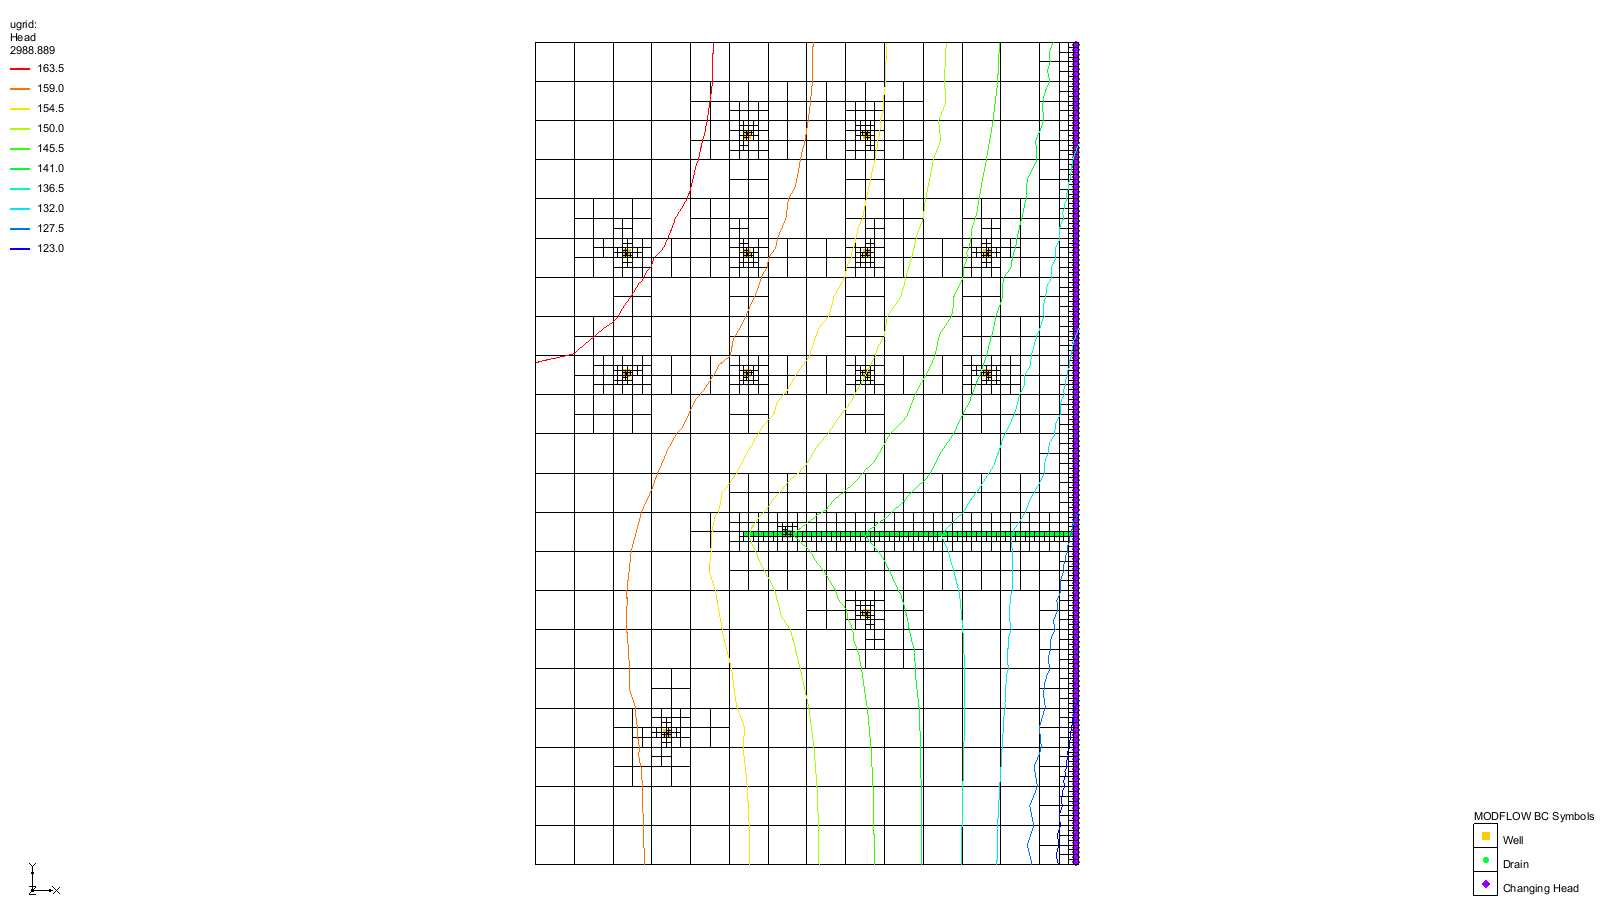 ugrid:
Head
2988.889
163.5
159.0
154.5
150.0
145.5
141.0
136.5
132.0
127.5
123.0
MODFLOW BC Symbols
Well
Drain
Changing Head
Y
Z X